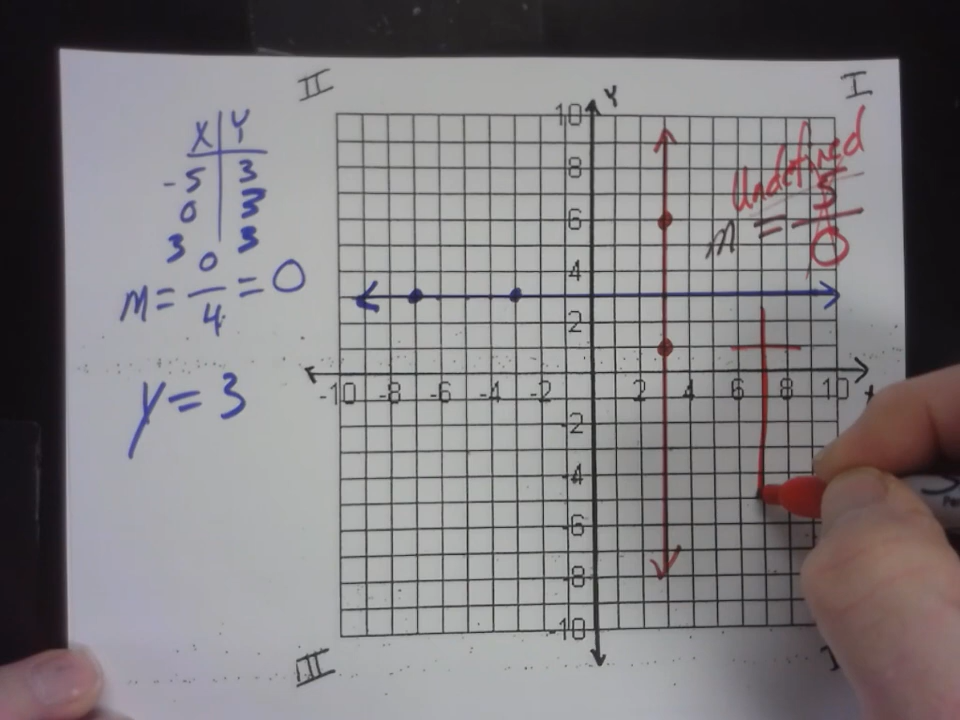 II
I
X Y
-5 3
0 3
3 3
m = 0/4 = 0
y = 3
Undefined
m = 5/0
Y
10
8
6
4
2
-10 -8 -6 -4 -2 2 4 6 8 10
-2
-4
-6
-8
-10
III